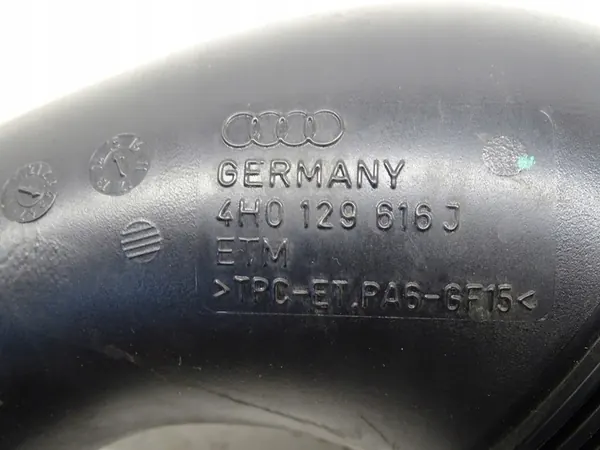 GERMANY
4H0 129 616 J
ETM
>TPC-ET.PA6-GF15<